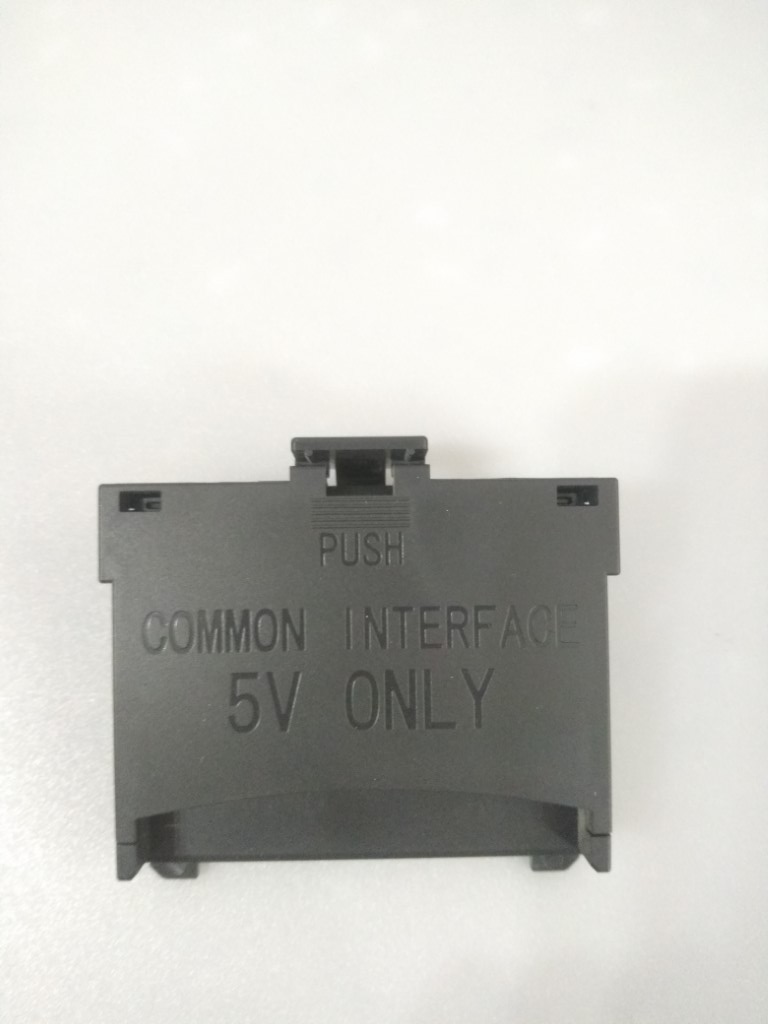 PUSH
COMMON INTERFACE
5V ONLY